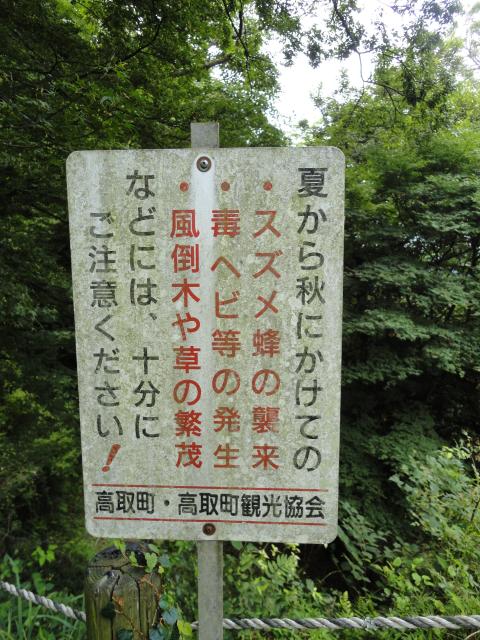 夏から秋にかけての
・スズメ蜂の襲来
・毒ヘビ等の発生
・風倒木や草の繁茂
などには、十分に
ご注意ください！
高取町・高取町観光協会